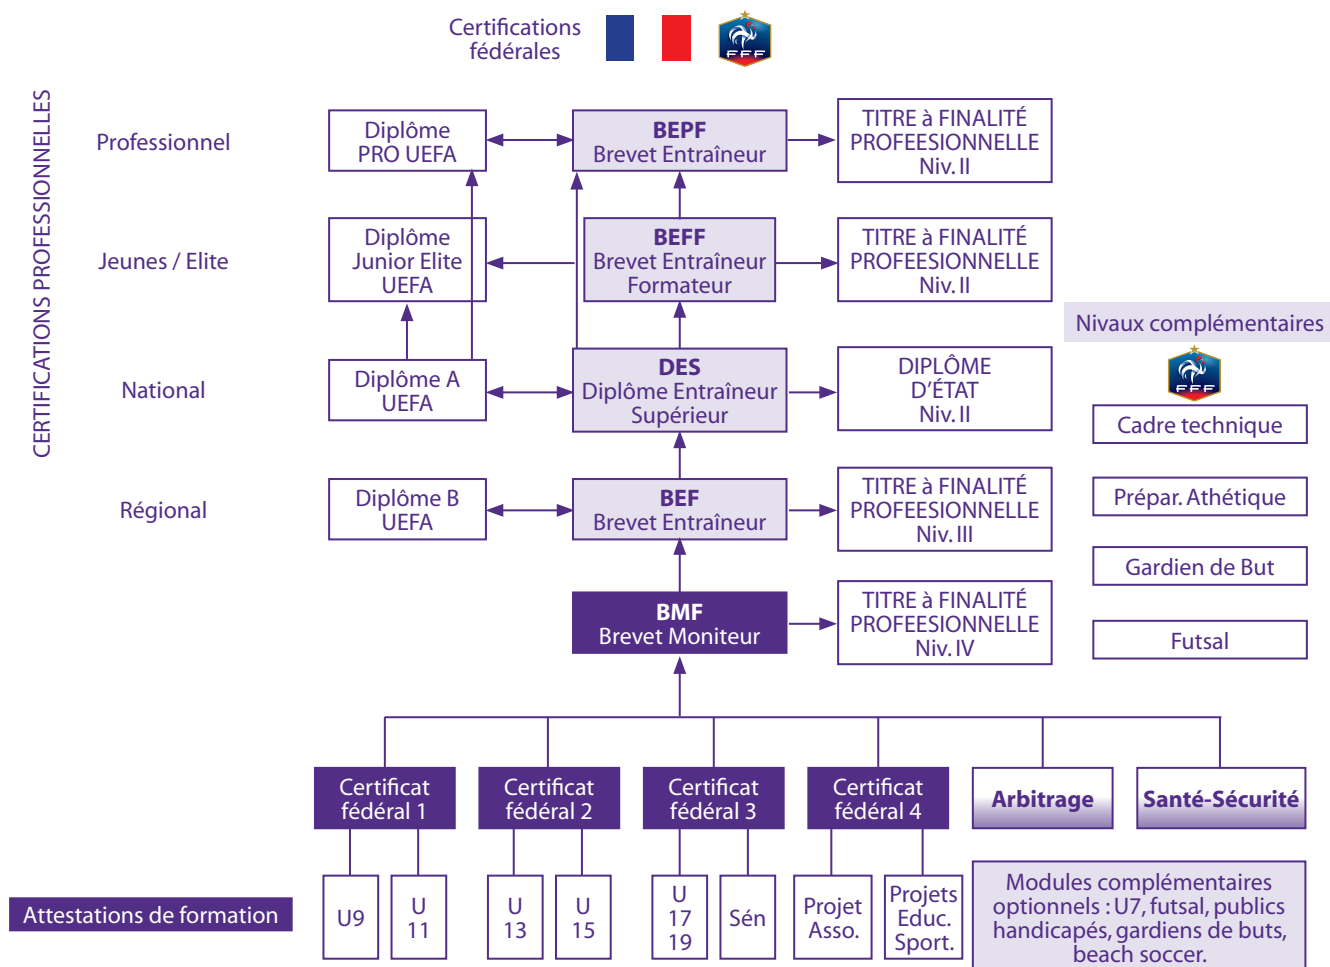 Certifications
fédérales
FFF
CERTIFICATIONS PROFESSIONNELLES
Professionnel
Diplôme
PRO UEFA
BEPF
Brevet Entraîneur
TITRE à FINALITÉ
PROFEESIONNELLE
Niv. II
Jeunes / Elite
Diplôme
Junior Elite
UEFA
BEFF
Brevet Entraîneur
Formateur
TITRE à FINALITÉ
PROFEESIONNELLE
Niv. II
Nivaux complémentaires
FFF
National
Diplôme A
UEFA
DES
Diplôme Entraîneur
Supérieur
DIPLÔME
D'ÉTAT
Niv. II
Cadre technique
Régional
Diplôme B
UEFA
BEF
Brevet Entraîneur
TITRE à FINALITÉ
PROFEESIONNELLE
Niv. III
Prépar. Athétique
Gardien de But
BMF
Brevet Moniteur
TITRE à FINALITÉ
PROFEESIONNELLE
Niv. IV
Futsal
Certificat
fédéral 1
Certificat
fédéral 2
Certificat
fédéral 3
Certificat
fédéral 4
Arbitrage
Santé-Sécurité
Attestations de formation
U9
U
11
U
13
U
15
U
17
19
Sén
Projet
Asso.
Projets
Educ.
Sport.
Modules complémentaires
optionnels : U7, futsal, publics
handicapés, gardiens de buts,
beach soccer.